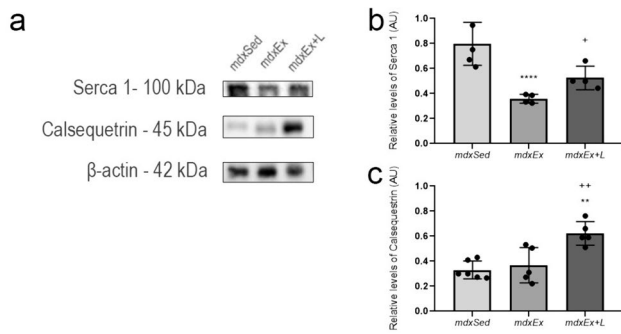 a
mdxSed
mdxEx
mdxEx+L
Serca 1- 100 kDa
Calsequetrin - 45 kDa
β-actin - 42 kDa
b
Relative levels of Serca 1 (AU)
1.0
0.8
0.6
0.4
0.2
0.0
****
+
mdxSed
mdxEx
mdxEx+L
c
Relative levels of Calsequestrin (AU)
1.0
0.8
0.6
0.4
0.2
0.0
++
**
mdxSed
mdxEx
mdxEx+L